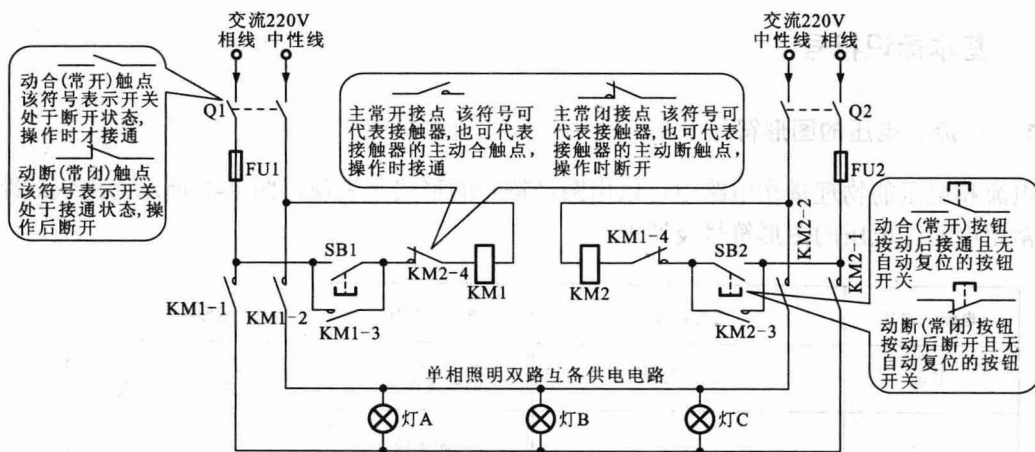 交流220V
相线 中性线
交流220V
中性线 相线
动合(常开)触点
该符号表示开关
处于断开状态,
操作时才接通
动断(常闭)触点
该符号表示开关
处于接通状态,操
作后断开
Q1
FU1
主常开接点 该符号可
代表接触器,也可代表
接触器的主动合触点,
操作时接通
主常闭接点 该符号可
代表接触器,也可代表
接触器的主动断触点,
操作时断开
Q2
FU2
动合(常开)按钮
按动后接通且无
自动复位的按钮
开关
动断(常闭)按钮
按动后断开且无
自动复位的按钮
开关
KM1-1
KM1-2
SB1
KM1-3
KM2-4
KM1
KM2
KM1-4
SB2
KM2-3
KM2-2
KM2-1
单相照明双路互备供电电路
灯A
灯B
灯C